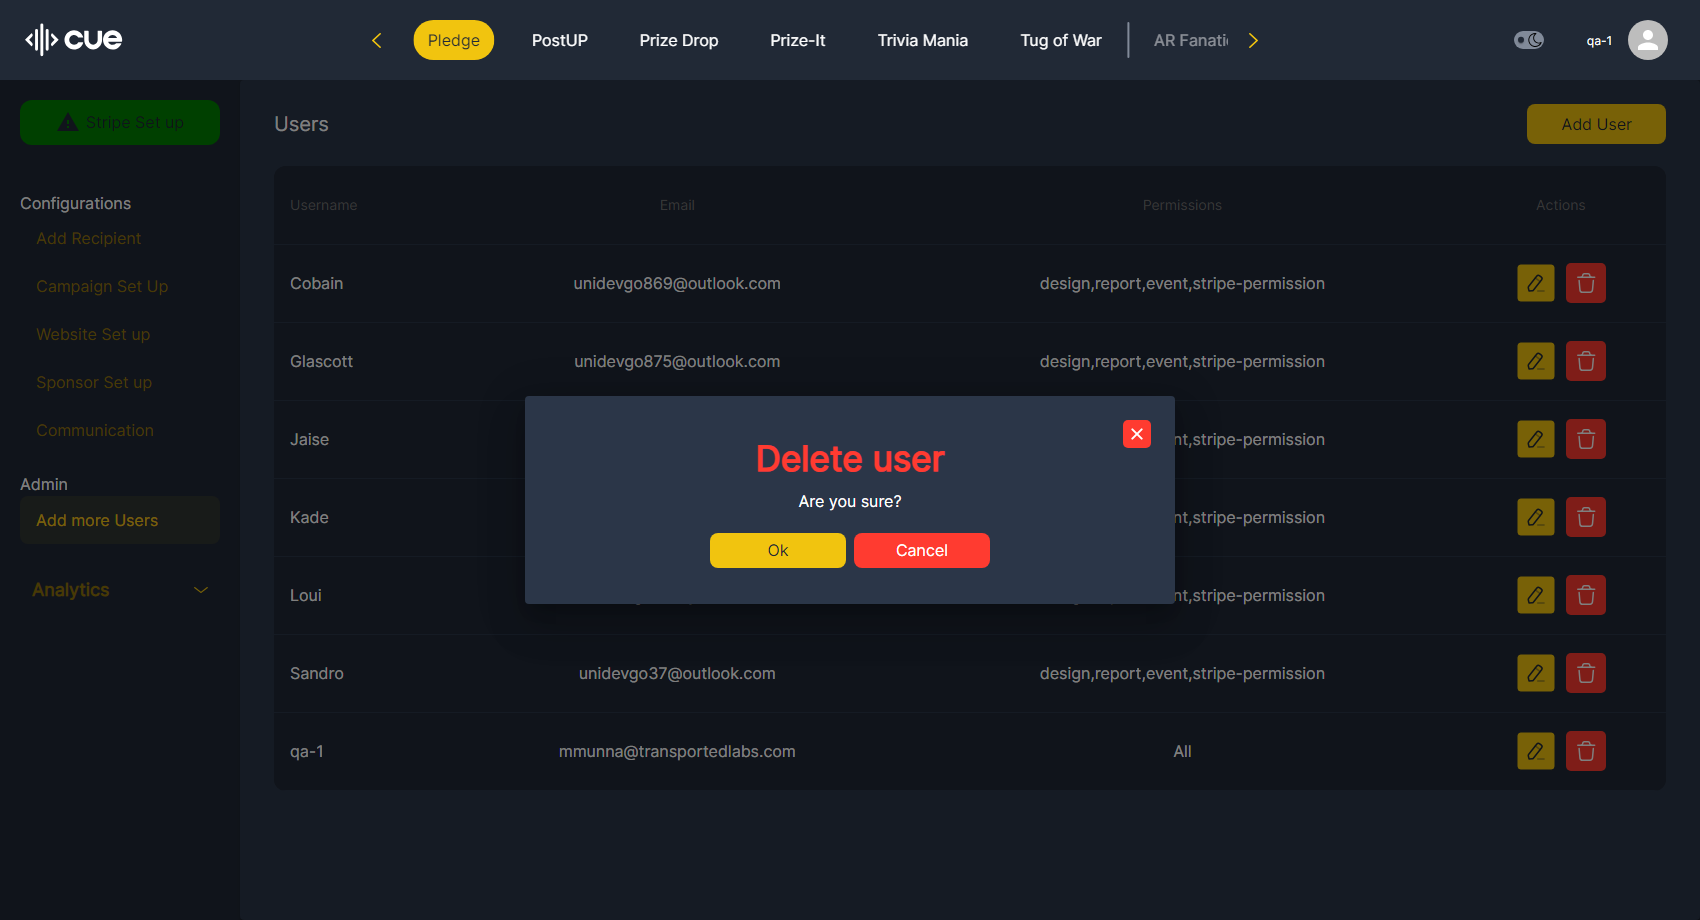 cue
Pledge PostUP Prize Drop Prize-It Trivia Mania Tug of War AR Fanati
qa-1
Stripe Set up
Configurations
Add Recipient
Campaign Set Up
Website Set up
Sponsor Set up
Communication
Admin
Add more Users
Analytics
Users
Add User
Username Email Permissions Actions
Cobain unidevgo869@outlook.com design,report,event,stripe-permission
Glascott unidevgo875@outlook.com design,report,event,stripe-permission
Jaise nt,stripe-permission
Kade nt,stripe-permission
Loui nt,stripe-permission
Sandro unidevgo37@outlook.com design,report,event,stripe-permission
qa-1 mmunna@transportedlabs.com All
Delete user
Are you sure?
Ok Cancel